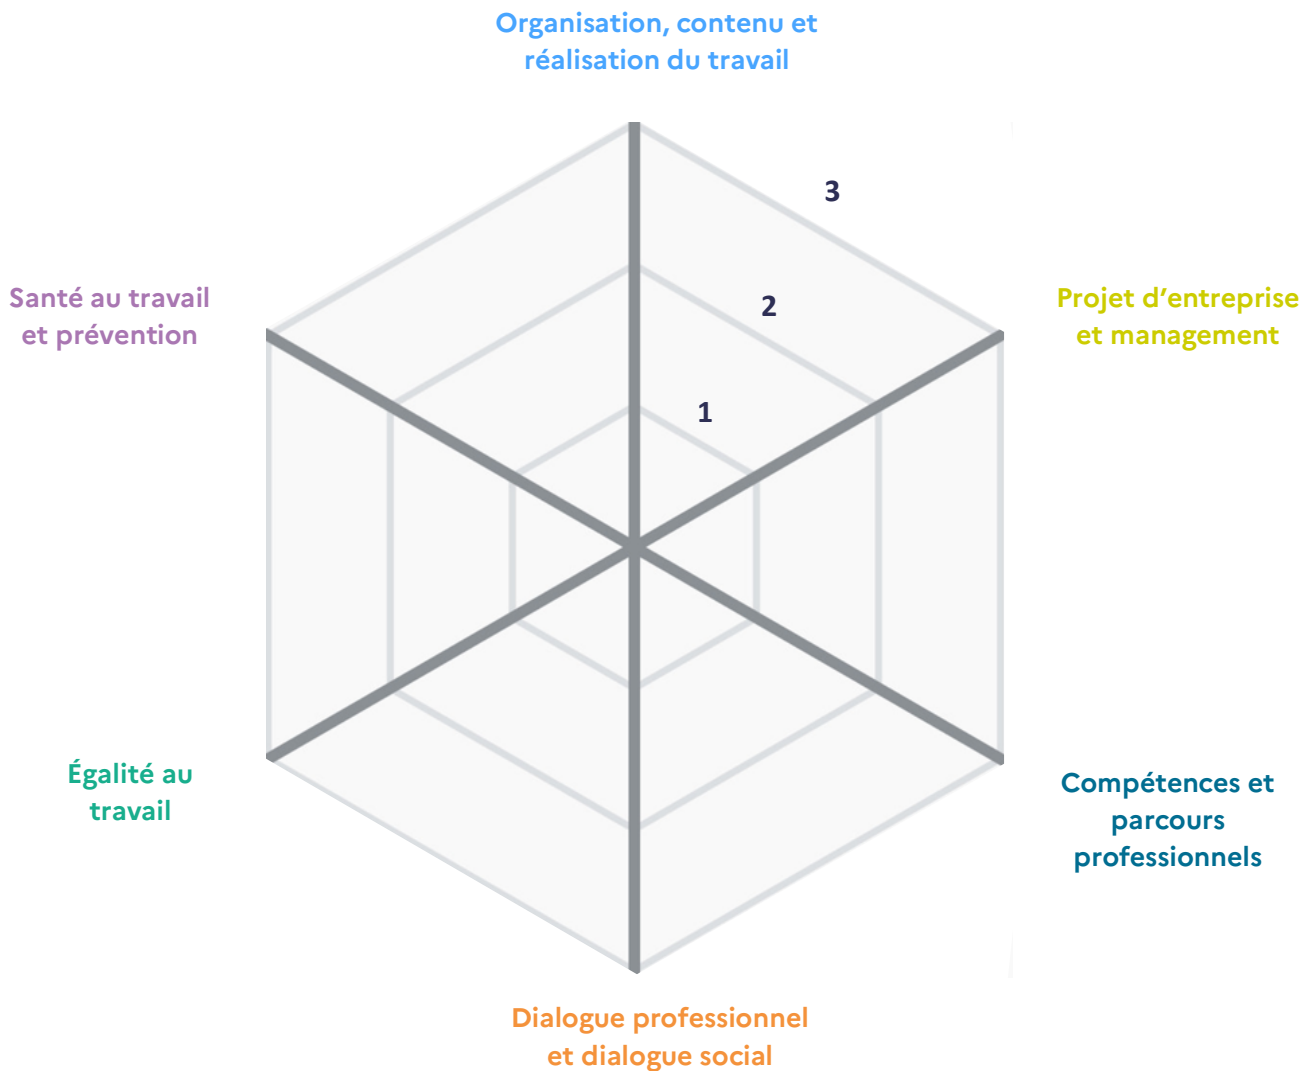 Organisation, contenu et
réalisation du travail
3
Santé au travail
et prévention
2
Projet d’entreprise
et management
1
Égalité au
travail
Compétences et
parcours
professionnels
Dialogue professionnel
et dialogue social